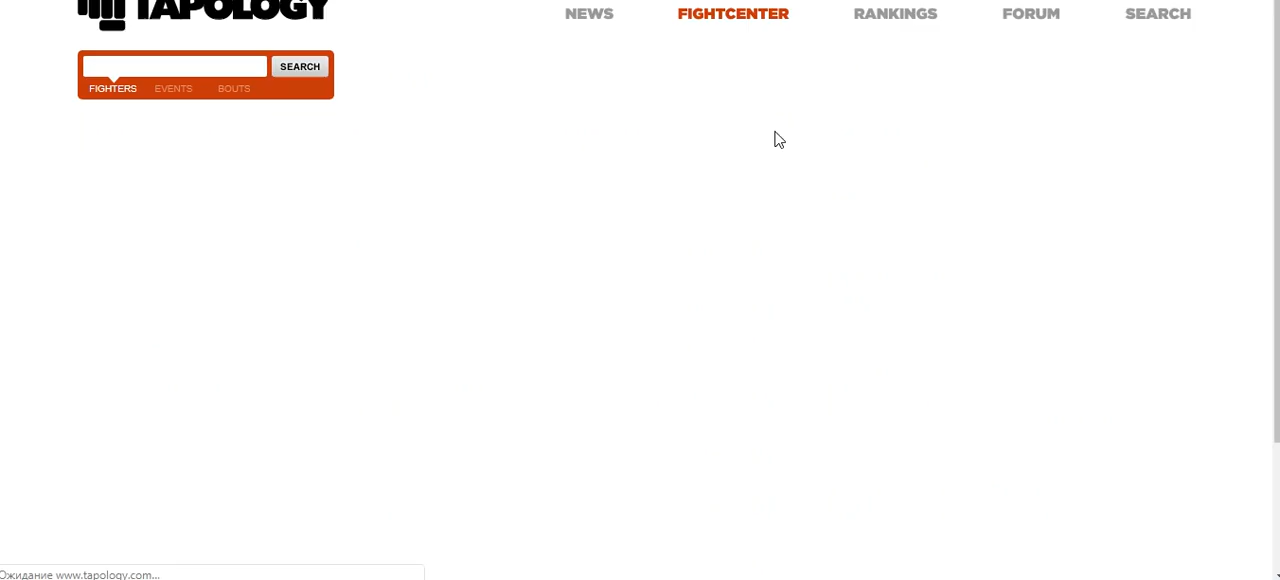 TAPOLOGY
NEWS FIGHTCENTER RANKINGS FORUM SEARCH
SEARCH
FIGHTERS EVENTS BOUTS
Ожидание www.tapology.com...